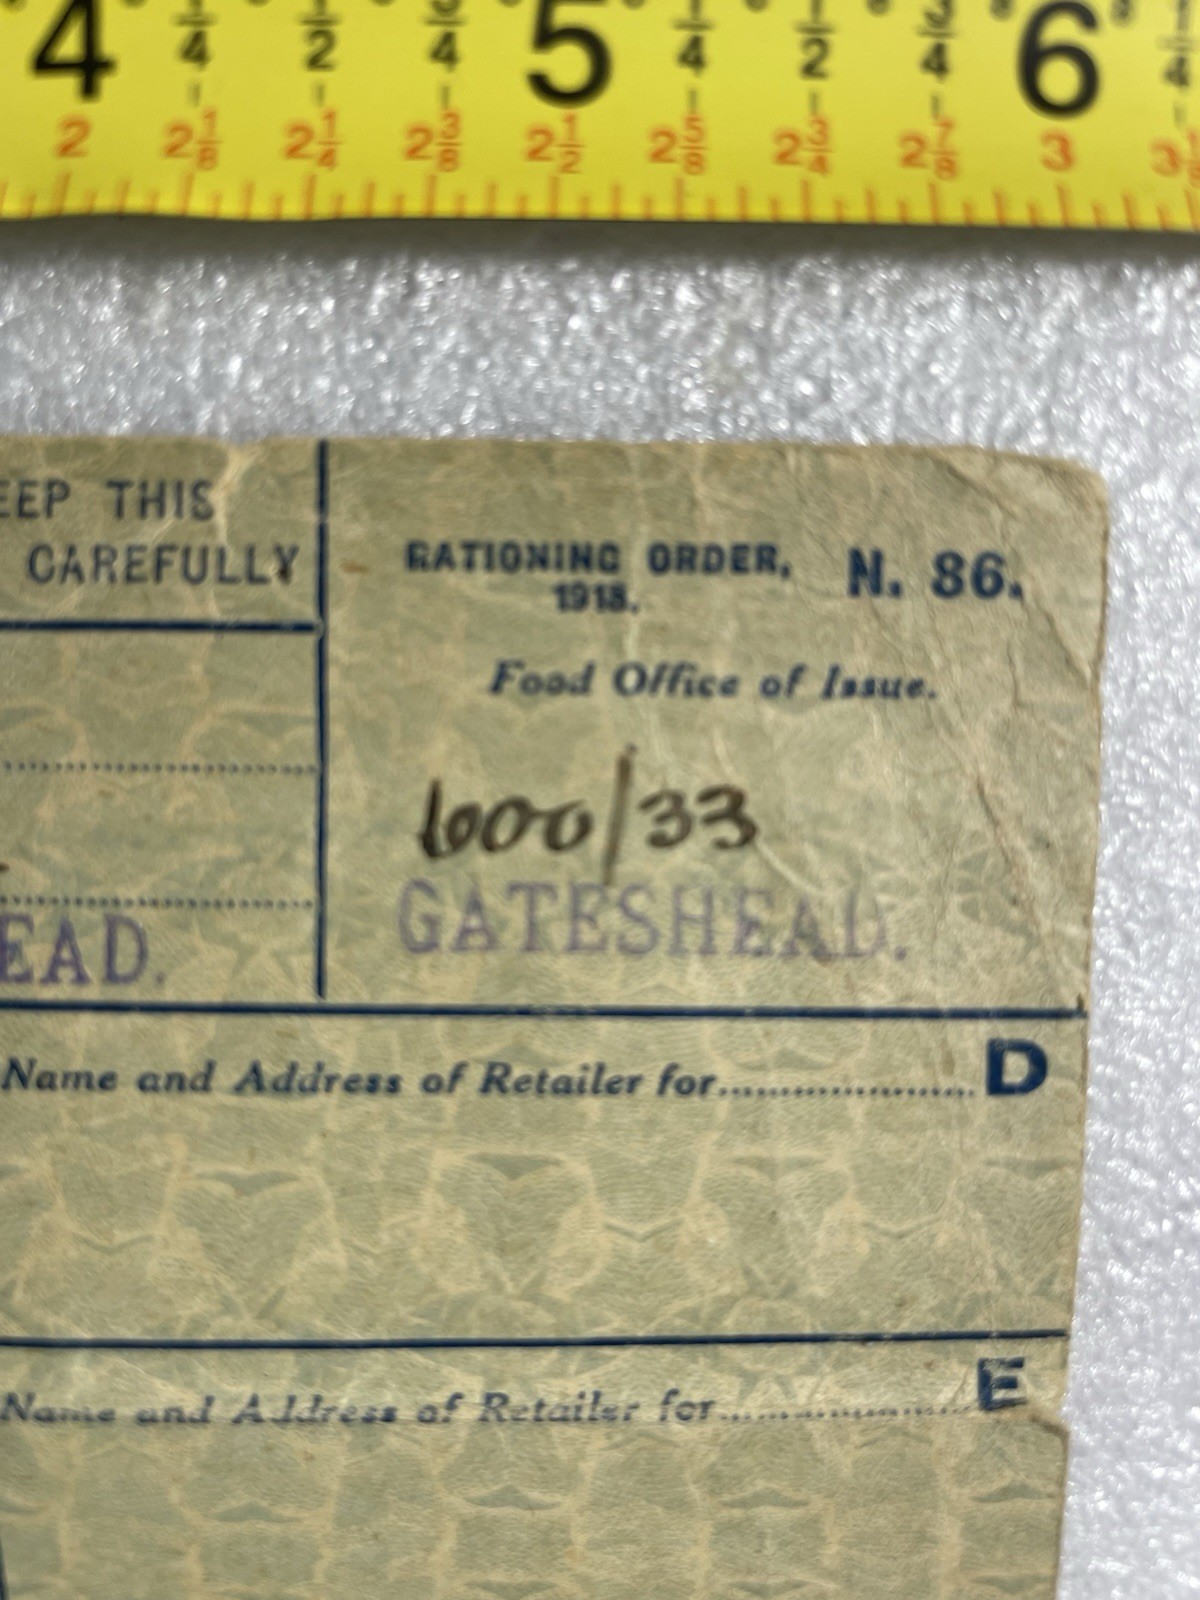 4 1/4 1/2 3/4 5 1/4 1/2 3/4 6 1/4
2 2 1/8 2 1/4 2 3/8 2 1/2 2 5/8 2 3/4 2 7/8 3 3
EEP THIS
CAREFULLY
RATIONING ORDER, N. 86.
1918.
Food Office of Issue.
600/33
EAD.
GATESHEAD.
Name and Address of Retailer for.................... D
Name and Address of Retailer for.................... E